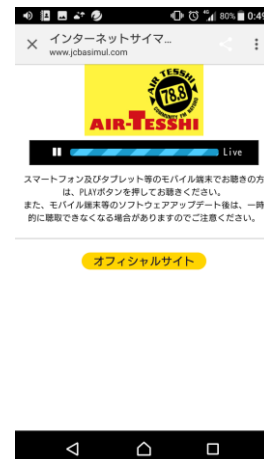 80% 0:49
インターネットサイマ...
www.jcbasimul.com
AIR TESSHI
78.8
COMMUNITY FM NAYORO
AIR-TESSHI
Live
スマートフォン及びタブレット等のモバイル端末でお聴きの方
は、PLAYボタンを押してお聴きください。
また、モバイル端末等のソフトウェアアップデート後は、一時
的に聴取できなくなる場合がありますのでご注意ください。
オフィシャルサイト